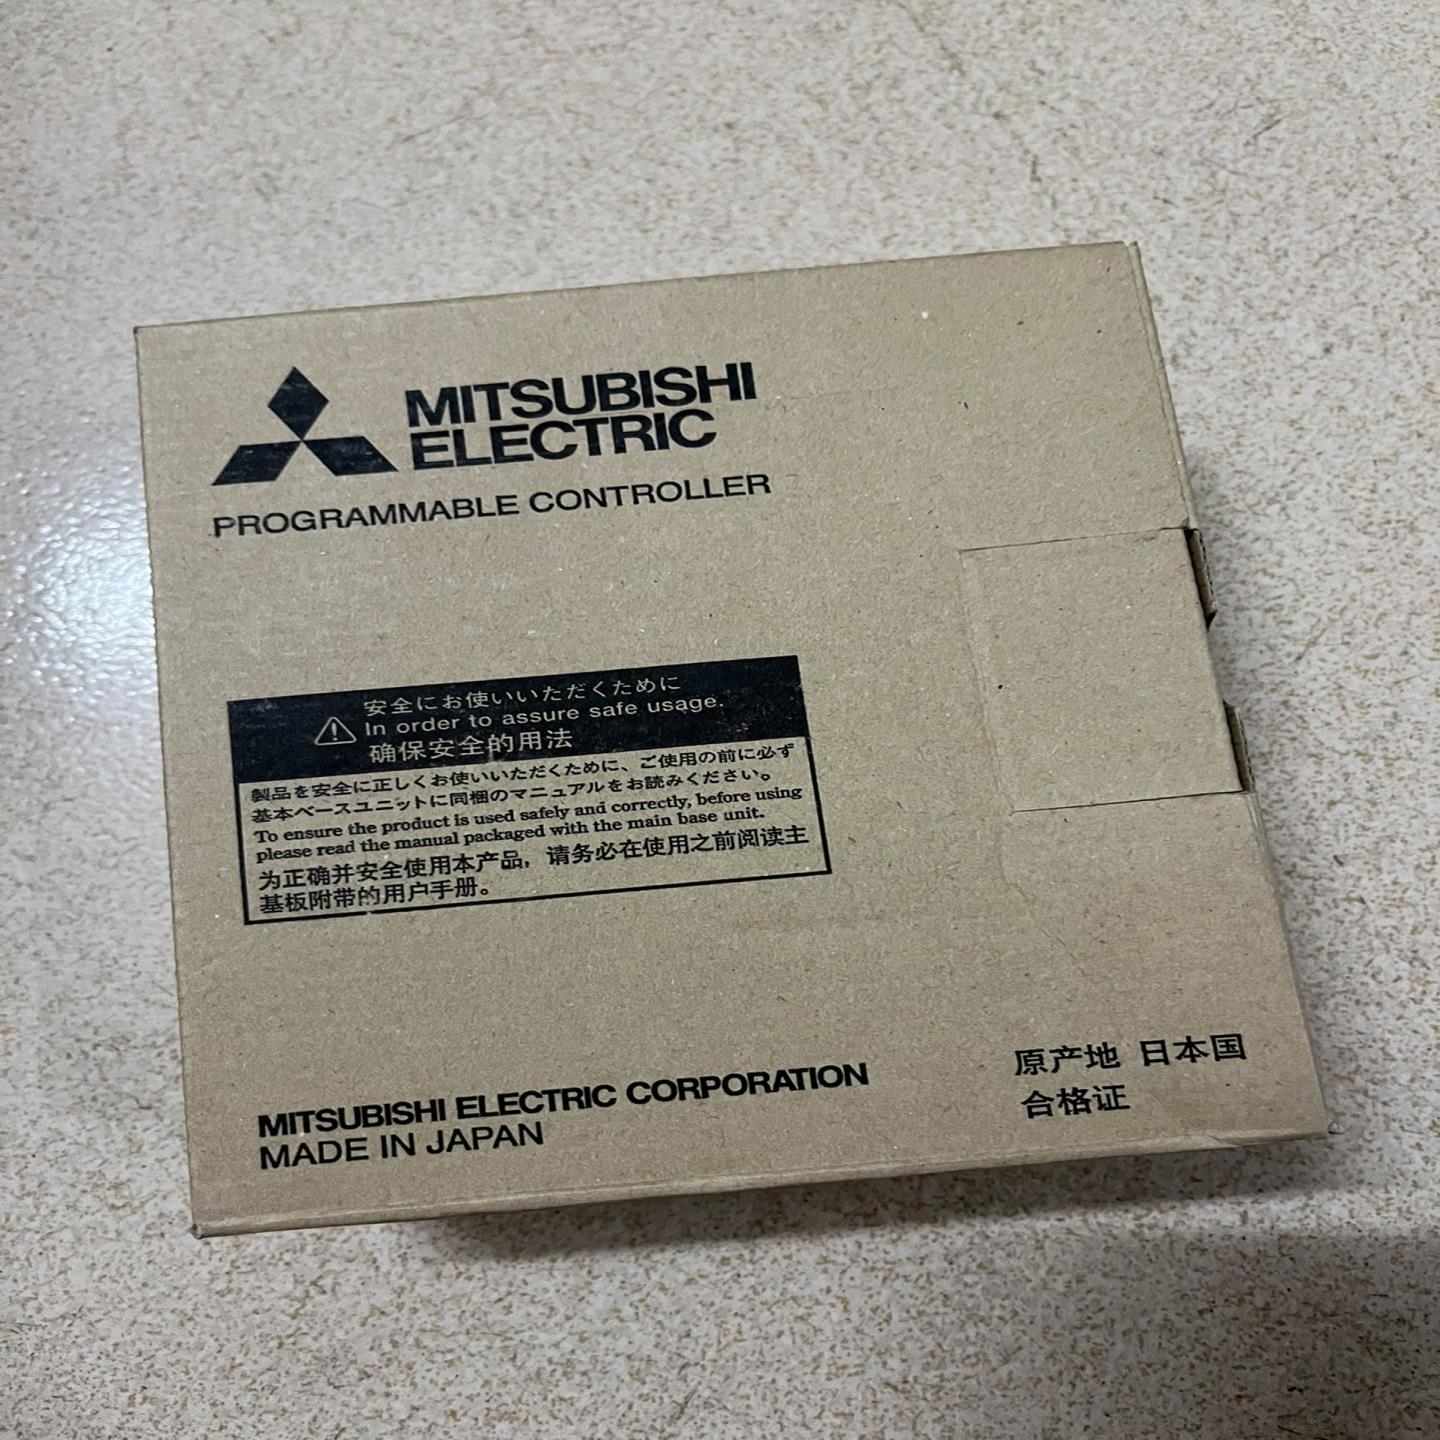 MITSUBISHI
ELECTRIC
PROGRAMMABLE CONTROLLER
安全にお使いいただくために
In order to assure safe usage.
确保安全的用法
製品を安全に正しくお使いいただくために、ご使用の前に必ず
基本ベースユニットに同梱のマニュアルをお読みください。
To ensure the product is used safely and correctly, before using
please read the manual packaged with the main base unit.
为正确并安全使用本产品，请务必在使用之前阅读主
基板附带的用户手册。
MITSUBISHI ELECTRIC CORPORATION
MADE IN JAPAN
原产地 日本国
合格证